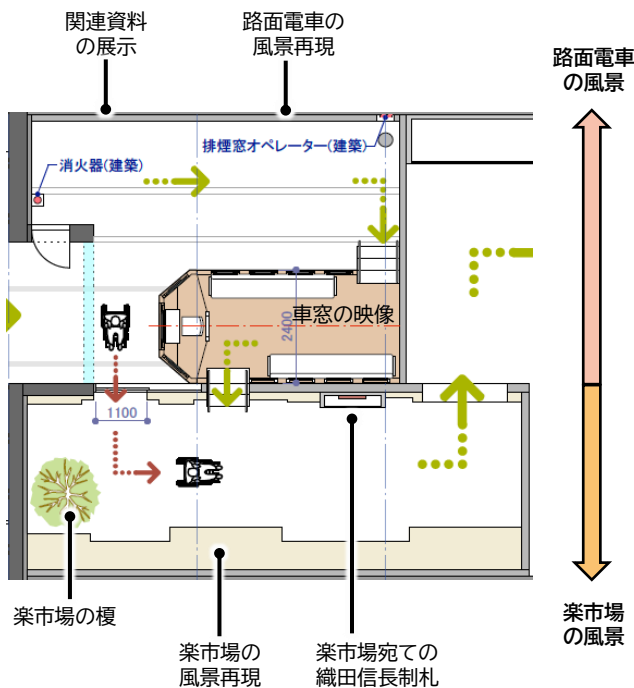 関連資料
の展示
路面電車の
風景再現
路面電車
の風景
排煙窓オペレーター(建築)
消火器(建築)
車窓の映像
2400
1100
楽市場の榎
楽市場の
風景再現
楽市場宛ての
織田信長制札
楽市場
の風景